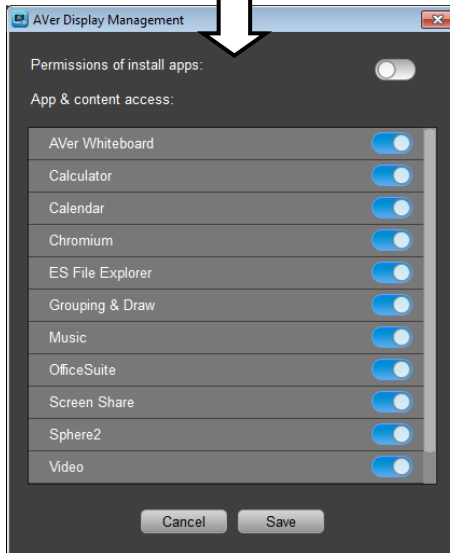 AVer Display Management
Permissions of install apps:
App & content access:
AVer Whiteboard
Calculator
Calendar
Chromium
ES File Explorer
Grouping & Draw
Music
OfficeSuite
Screen Share
Sphere2
Video
Cancel Save